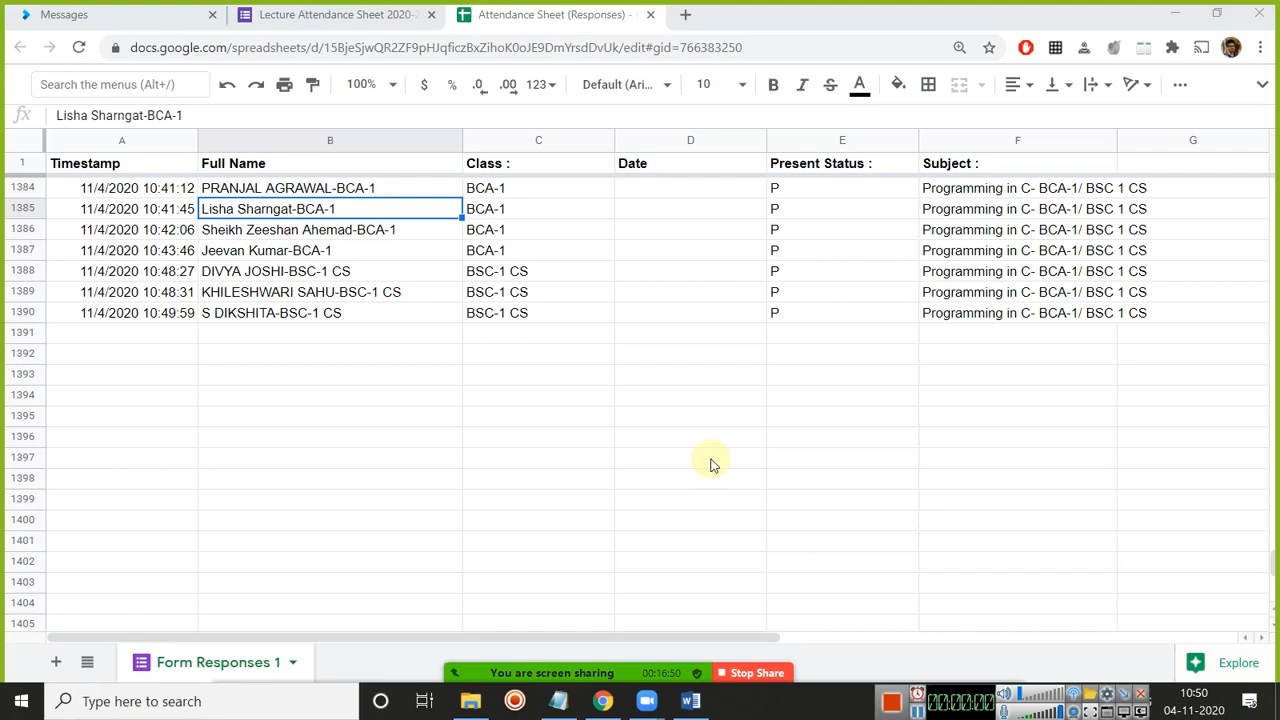 Messages
Lecture Attendance Sheet 2020-2
Attendance Sheet (Responses) -
docs.google.com/spreadsheets/d/15BjeSjwQR2ZF9pHJqficzBxZihoK0oJE9DmYrsdDvUk/edit#gid=766383250
Search the menus (Alt+/)
100%
$
%
.0
.00
123
Default (Ari...
10
B
I
S
A
fx
Lisha Sharngat-BCA-1
A B C D E F G
1 Timestamp Full Name Class : Date Present Status : Subject :
1384 11/4/2020 10:41:12 PRANJAL AGRAWAL-BCA-1 BCA-1 P Programming in C- BCA-1/ BSC 1 CS
1385 11/4/2020 10:41:45 Lisha Sharngat-BCA-1 BCA-1 P Programming in C- BCA-1/ BSC 1 CS
1386 11/4/2020 10:42:06 Sheikh Zeeshan Ahemad-BCA-1 BCA-1 P Programming in C- BCA-1/ BSC 1 CS
1387 11/4/2020 10:43:46 Jeevan Kumar-BCA-1 BCA-1 P Programming in C- BCA-1/ BSC 1 CS
1388 11/4/2020 10:48:27 DIVYA JOSHI-BSC-1 CS BSC-1 CS P Programming in C- BCA-1/ BSC 1 CS
1389 11/4/2020 10:48:31 KHILESHWARI SAHU-BSC-1 CS BSC-1 CS P Programming in C- BCA-1/ BSC 1 CS
1390 11/4/2020 10:49:59 S DIKSHITA-BSC-1 CS BSC-1 CS P Programming in C- BCA-1/ BSC 1 CS
1391
1392
1393
1394
1395
1396
1397
1398
1399
1400
1401
1402
1403
1404
1405
Form Responses 1
Explore
You are screen sharing 00:16:50 Stop Share
Type here to search
00:00:00
10:50
04-11-2020